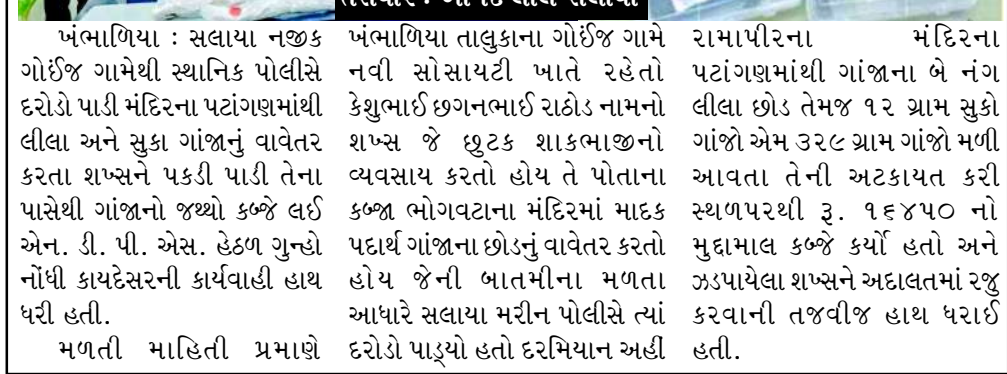 ખંભાળિયા : સલાયા નજીક
ગોઈંજ ગામેથી સ્થાનિક પોલીસે
દરોડો પાડી મંદિરના પટાંગણમાંથી
લીલા અને સુકા ગાંજાનું વાવેતર
કરતા શખ્સને પકડી પાડી તેના
પાસેથી ગાંજાનો જથ્થો કબ્જે લઈ
એન. ડી. પી. એસ. હેઠળ ગુન્હો
નોંધી કાયદેસરની કાર્યવાહી હાથ
ધરી હતી.
મળતી માહિતી પ્રમાણે
ખંભાળિયા તાલુકાના ગોઈંજ ગામે
નવી સોસાયટી ખાતે રહેતો
કેશુભાઈ છગનભાઈ રાઠોડ નામનો
શખ્સ જે છુટક શાકભાજીનો
વ્યવસાય કરતો હોય તે પોતાના
કબ્જા ભોગવટાના મંદિરમાં માદક
પદાર્થ ગાંજાના છોડનું વાવેતર કરતો
હોય જેની બાતમીના મળતા
આધારે સલાયા મરીન પોલીસે ત્યાં
દરોડો પાડ્યો હતો દરમિયાન અહીં
રામાપીરના મંદિરના
પટાંગણમાંથી ગાંજાના બે નંગ
લીલા છોડ તેમજ ૧૨ ગ્રામ સુકો
ગાંજો એમ ૩૨૯ ગ્રામ ગાંજો મળી
આવતા તેની અટકાયત કરી
સ્થળપરથી રૂ. ૧૬૪૫૦ નો
મુદ્દામાલ કબ્જે કર્યો હતો અને
ઝડપાયેલા શખ્સને અદાલતમાં રજુ
કરવાની તજવીજ હાથ ધરાઈ
હતી.